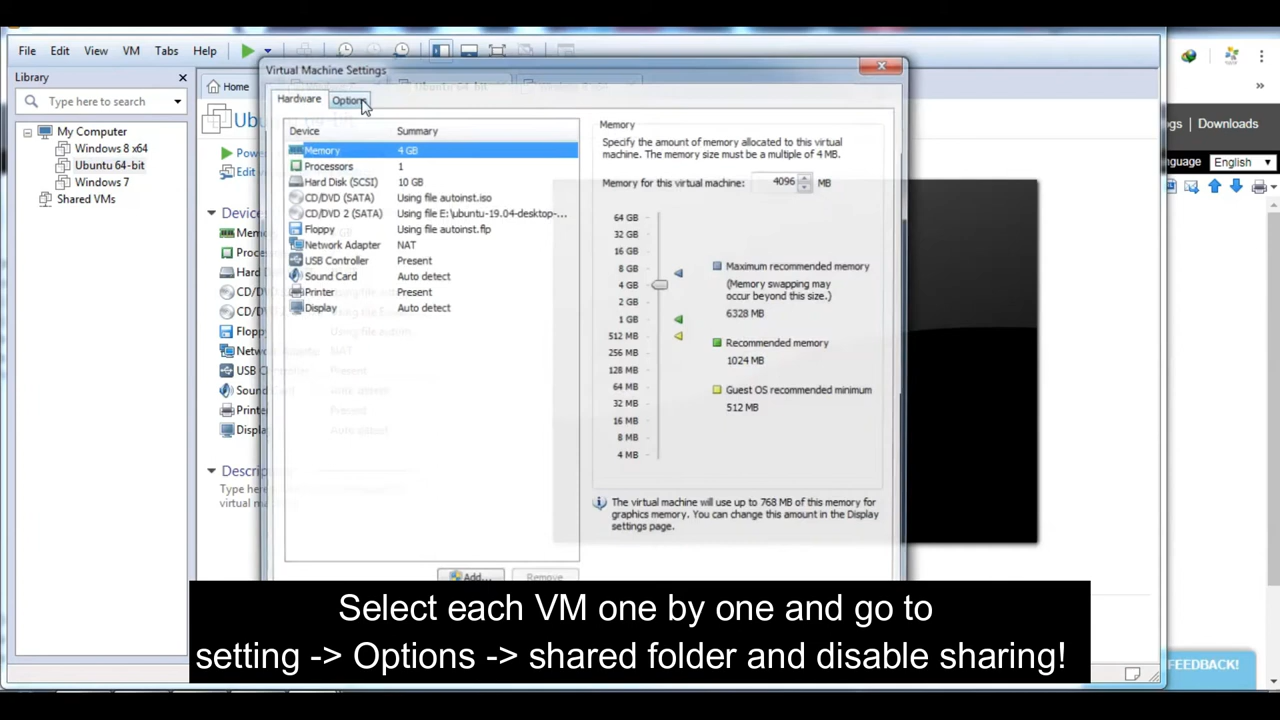 File Edit View VM Tabs Help
Library
Type here to search
My Computer
Windows 8 x64
Ubuntu 64-bit
Windows 7
Shared VMs
Home
Virtual Machine Settings
Hardware
Options
Device Summary
Memory 4 GB
Processors 1
Hard Disk (SCSI) 10 GB
CD/DVD (SATA) Using file autoinst.iso
CD/DVD 2 (SATA) Using file E:\ubuntu-19.04-desktop-...
Floppy Using file autoinst.flp
Network Adapter NAT
USB Controller Present
Sound Card Auto detect
Printer Present
Display Auto detect
Add...
Remove
Memory
Specify the amount of memory allocated to this virtual
machine. The memory size must be a multiple of 4 MB.
Memory for this virtual machine: 4096 MB
64 GB
32 GB
16 GB
8 GB
4 GB
2 GB
1 GB
512 MB
256 MB
128 MB
64 MB
32 MB
16 MB
8 MB
4 MB
Maximum recommended memory
(Memory swapping may
occur beyond this size.)
6328 MB
Recommended memory
1024 MB
Guest OS recommended minimum
512 MB
The virtual machine will use up to 768 MB of this memory for
graphics memory. You can change this amount in the Display
settings page.
Downloads
English
Select each VM one by one and go to
setting -> Options -> shared folder and disable sharing!
FEEDBACK!